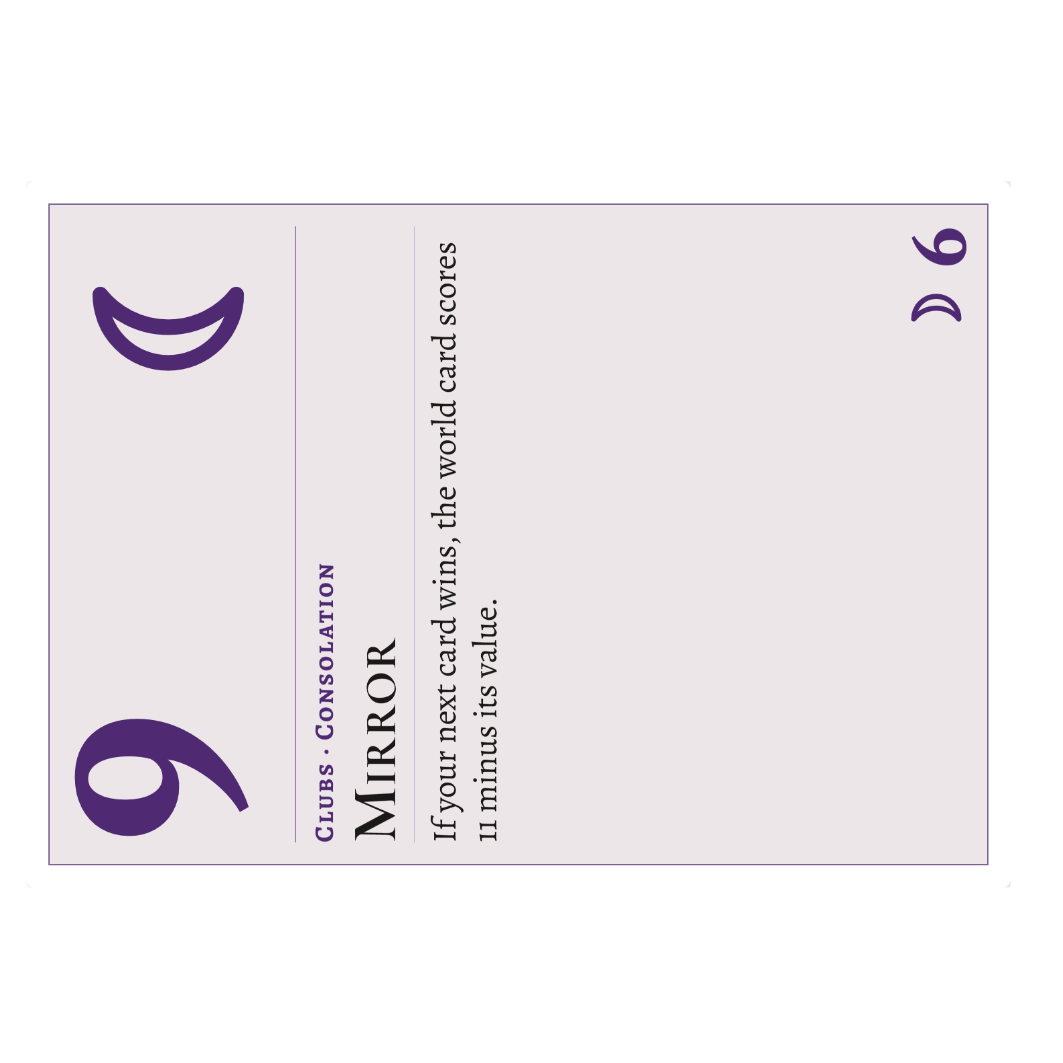 9
Clubs · Consolation
Mirror
If your next card wins, the world card scores
11 minus its value.
9